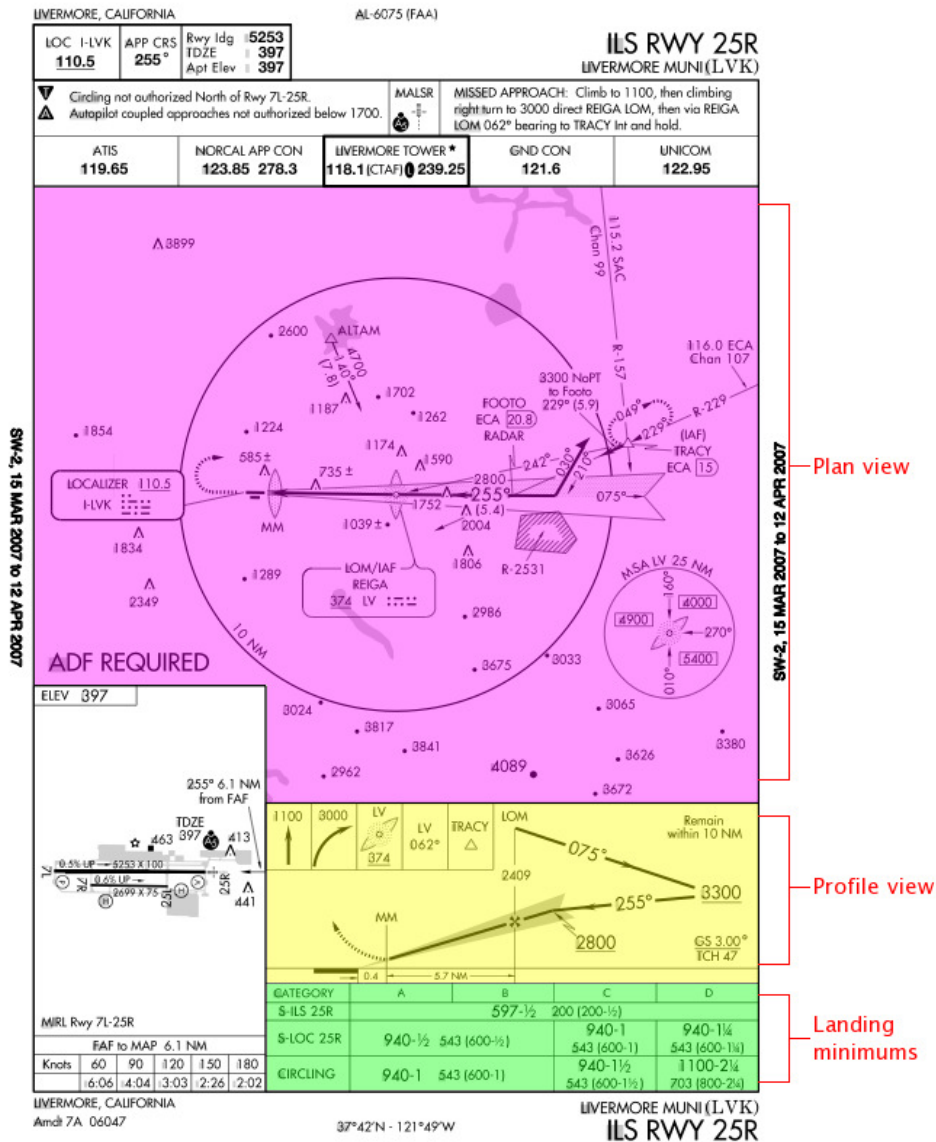 LIVERMORE, CALIFORNIA
AL-6075 (FAA)
LOC I-LVK
110.5
APP CRS
255°
Rwy ldg 5253
TDZE 397
Apt Elev 397
ILS RWY 25R
LIVERMORE MUNI (LVK)
T
Circling not authorized North of Rwy 7L-25R.
A
Autopilot coupled approaches not authorized below 1700.
MALSR
A5
MISSED APPROACH: Climb to 1100, then climbing
right turn to 3000 direct REIGA LOM, then via REIGA
LOM 062° bearing to TRACY Int and hold.
ATIS
119.65
NORCAL APP CON
123.85 278.3
LIVERMORE TOWER*
118.1 (CTAF) L 239.25
GND CON
121.6
UNICOM
122.95
3899
115.2 SAC
Chan 99
R-157
116.0 ECA
Chan 107
R-229
2600
ALTAM
4700
140°
(7.8)
1187
1702
1262
3300 NoPT
to Footo
229° (5.9)
FOOTO
ECA 20.8
RADAR
049°
229°
(IAF)
TRACY
ECA 15
1854
1224
585±
735±
1174
1590
242°
030°
210°
LOCALIZER 110.5
I-LVK
2800
255°
(5.4)
075°
MM
1752
2004
1039±
1834
1806
R-2531
1289
2349
LOM/IAF
REIGA
374 LV
2986
MSA LV 25 NM
160°
4000
4900
270°
5400
010°
10 NM
ADF REQUIRED
3675
3033
3024
3817
3841
2962
3065
3380
3626
4089
3672
SW-2, 15 MAR 2007 to 12 APR 2007
SW-2, 15 MAR 2007 to 12 APR 2007
Plan view
ELEV 397
255° 6.1 NM
from FAF
TDZE
397
A5
463
413
0.5% UP
5253 X 100
7L
7R
0.6% UP
2699 X 75
25L
25R
H
H
441
MIRL Rwy 7L-25R
FAF to MAP 6.1 NM
Knots 60 90 120 150 180
6:06 4:04 3:03 2:26 2:02
1100
3000
LV
374
LV
062°
TRACY
LOM
Remain
within 10 NM
075°
2409
3300
255°
MM
2800
GS 3.00°
TCH 47
0.4
5.7 NM
Profile view
CATEGORY A B C D
S-ILS 25R 597-½ 200 (200-½)
S-LOC 25R 940-½ 543 (600-½) 940-1 543 (600-1) 940-1¼ 543 (600-1¼)
CIRCLING 940-1 543 (600-1) 940-1½ 543 (600-1½) 1100-2¼ 703 (800-2¼)
Landing
minimums
LIVERMORE, CALIFORNIA
Amdt 7A 06047
37°42'N - 121°49'W
LIVERMORE MUNI (LVK)
ILS RWY 25R